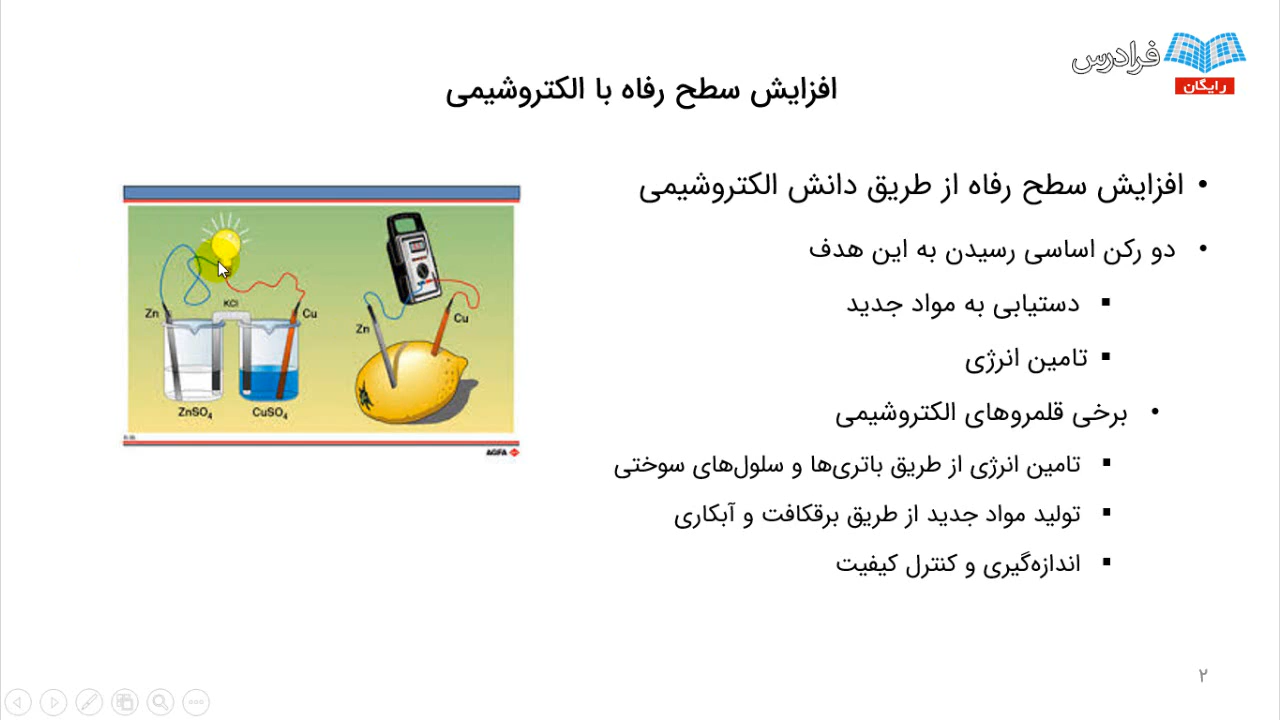 فرادرس
رایگان
افزایش سطح رفاه با الکتروشیمی
• افزایش سطح رفاه از طریق دانش الکتروشیمی
• دو رکن اساسی رسیدن به این هدف
▪ دستیابی به مواد جدید
▪ تامین انرژی
• برخی قلمروهای الکتروشیمی
▪ تامین انرژی از طریق باتری‌ها و سلول‌های سوختی
▪ تولید مواد جدید از طریق برقکافت و آبکاری
▪ اندازه‌گیری و کنترل کیفیت
KCl
Zn
Cu
ZnSO₄
CuSO₄
Zn
Cu
AGFA
۲